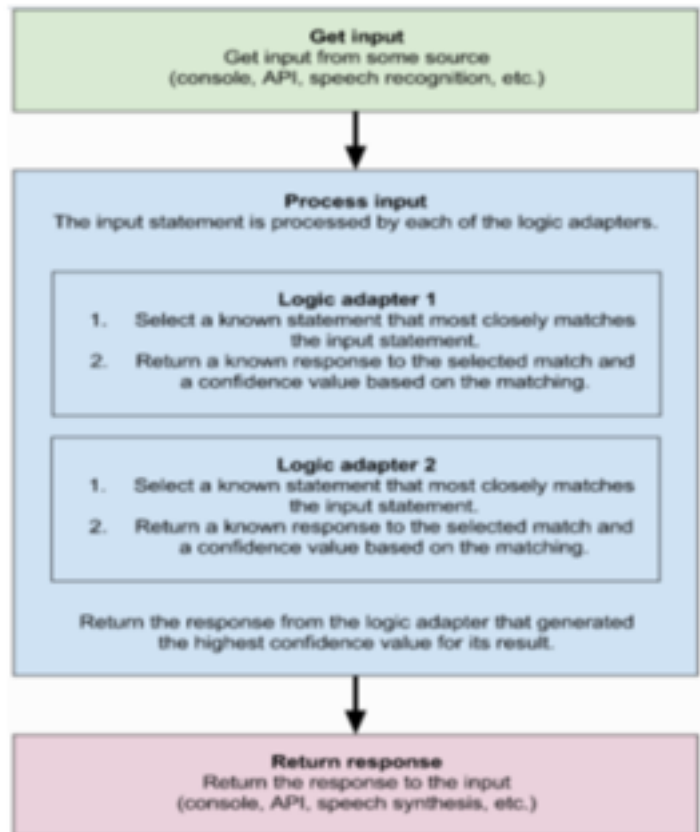 Get input
Get input from some source
(console, API, speech recognition, etc.)
Process input
The input statement is processed by each of the logic adapters.
Logic adapter 1
1. Select a known statement that most closely matches
the input statement.
2. Return a known response to the selected match and
a confidence value based on the matching.
Logic adapter 2
1. Select a known statement that most closely matches
the input statement.
2. Return a known response to the selected match and
a confidence value based on the matching.
Return the response from the logic adapter that generated
the highest confidence value for its result.
Return response
Return the response to the input
(console, API, speech synthesis, etc.)